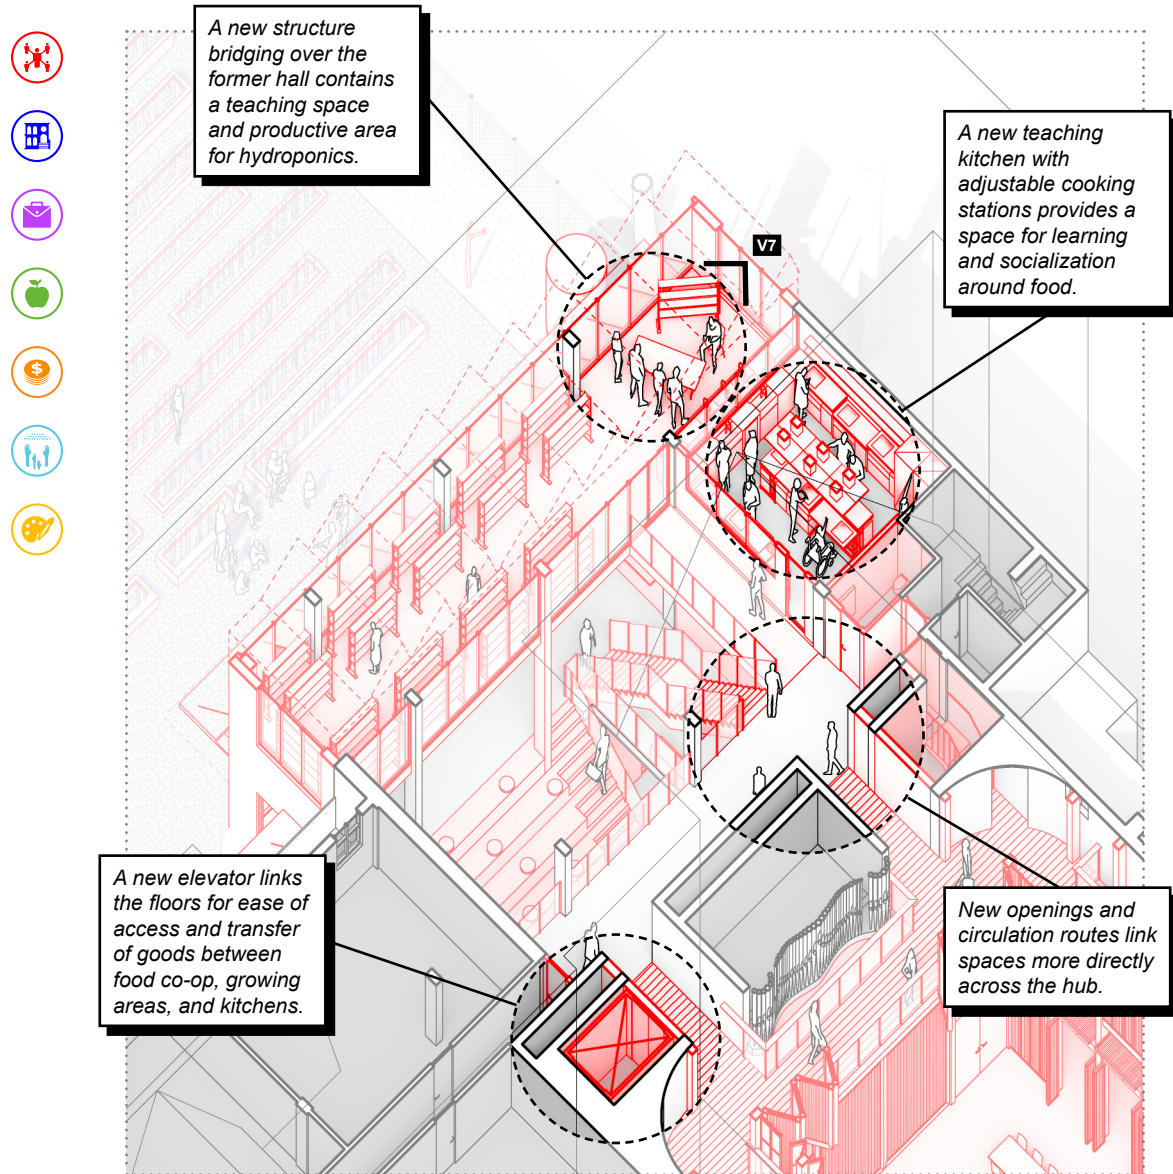 A new structure
bridging over the
former hall contains
a teaching space
and productive area
for hydroponics.
A new teaching
kitchen with
adjustable cooking
stations provides a
space for learning
and socialization
around food.
V7
$
A new elevator links
the floors for ease of
access and transfer
of goods between
food co-op, growing
areas, and kitchens.
New openings and
circulation routes link
spaces more directly
across the hub.